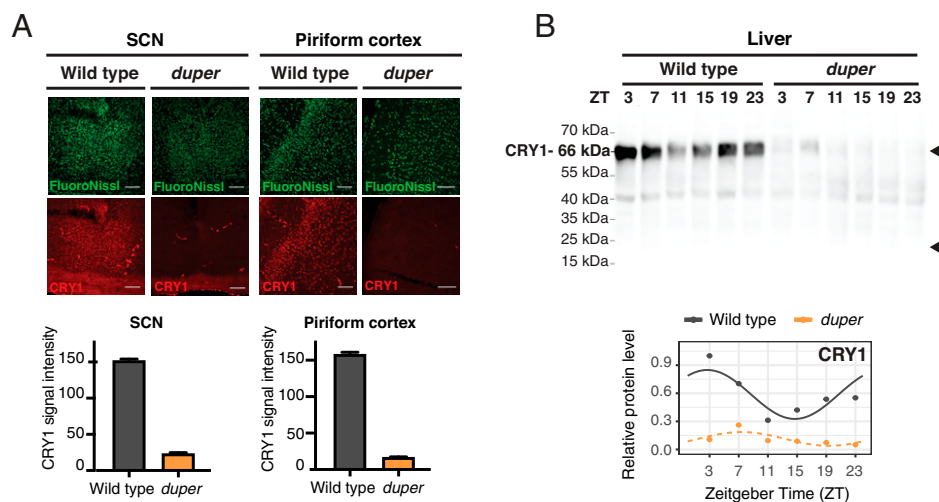 A
SCN
Piriform cortex
Wild type
duper
Wild type
duper
FluoroNissl
FluoroNissl
FluoroNissl
FluoroNissl
CRY1
CRY1
CRY1
CRY1
SCN
CRY1 signal intensity
150
100
50
0
Wild type
duper
Piriform cortex
CRY1 signal intensity
150
100
50
0
Wild type
duper
B
Liver
Wild type
duper
ZT 3 7 11 15 19 23 3 7 11 15 19 23
70 kDa
CRY1- 66 kDa
55 kDa
40 kDa
35 kDa
25 kDa
15 kDa
Wild type
duper
CRY1
Relative protein level
0.9
0.6
0.3
0.0
3 7 11 15 19 23
Zeitgeber Time (ZT)